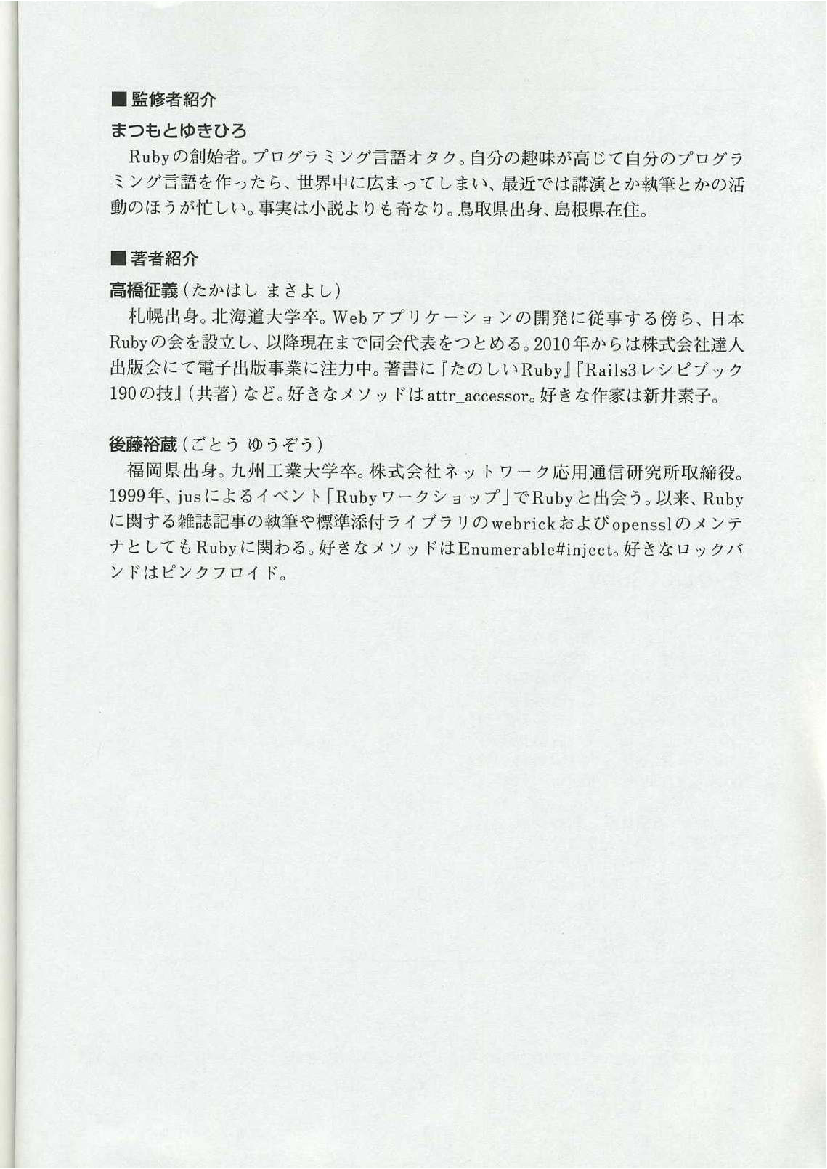 ■ 監修者紹介
まつもとゆきひろ
Rubyの創始者。プログラミング言語オタク。自分の趣味が高じて自分のプログラ
ミング言語を作ったら、世界中に広まってしまい、最近では講演とか執筆とかの活
動のほうが忙しい。事実は小説よりも奇なり。鳥取県出身、島根県在住。
■ 著者紹介
高橋征義(たかはし まさよし)
札幌出身。北海道大学卒。Webアプリケーションの開発に従事する傍ら、日本
Rubyの会を設立し、以降現在まで同会代表をつとめる。2010年からは株式会社達人
出版会にて電子出版事業に注力中。著書に『たのしいRuby』『Rails3レシピブック
190の技』(共著)など。好きなメソッドはattr_accessor。好きな作家は新井素子。
後藤裕蔵(ごとう ゆうぞう)
福岡県出身。九州工業大学卒。株式会社ネットワーク応用通信研究所取締役。
1999年、jusによるイベント「Rubyワークショップ」でRubyと出会う。以来、Ruby
に関する雑誌記事の執筆や標準添付ライブラリのwebrickおよびopensslのメンテ
ナとしてもRubyに関わる。好きなメソッドはEnumerable#inject。好きなロックバ
ンドはピンクフロイド。